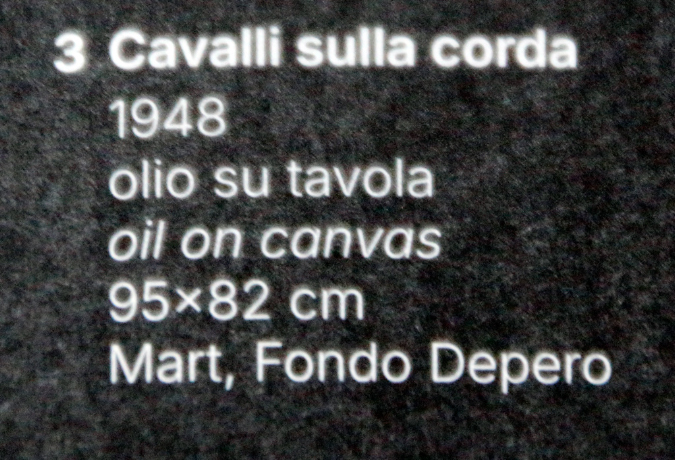 3 Cavalli sulla corda
1948
olio su tavola
oil on canvas
95×82 cm
Mart, Fondo Depero